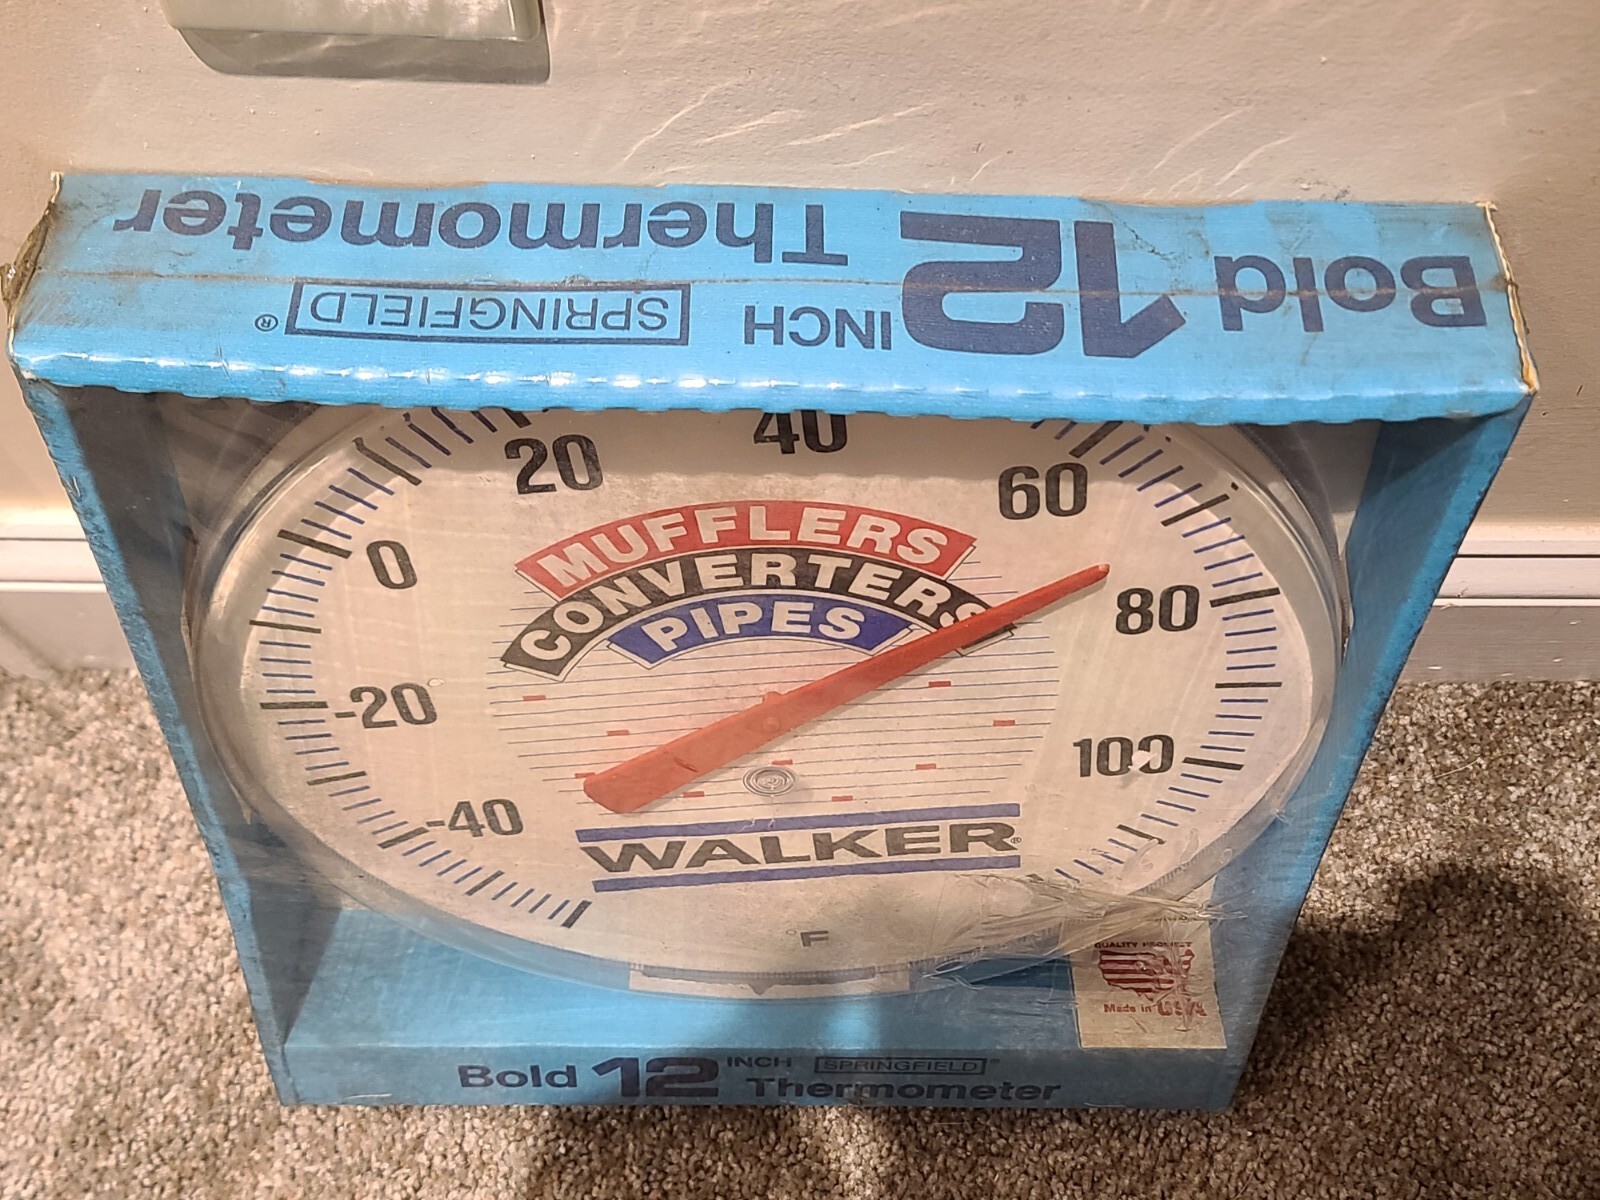 Bold 12 INCH Thermometer
SPRINGFIELD ®
20 40 60
0 80
-20 100
-40
MUFFLERS
CONVERTERS
PIPES
WALKER®
°F
QUALITY PRODUCT
Made in USA
Bold 12 INCH SPRINGFIELD®
Thermometer